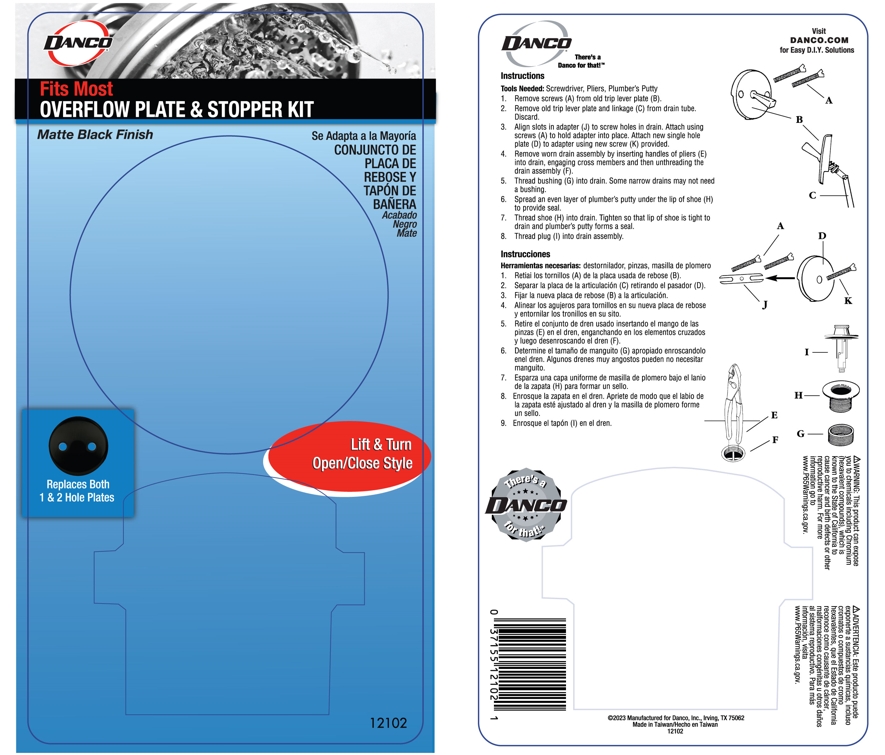 DANCO
Fits Most
OVERFLOW PLATE & STOPPER KIT
Matte Black Finish
Se Adapta a la Mayoría
CONJUNCTO DE
PLACA DE
REBOSE Y
TAPÓN DE
BAÑERA
Acabado
Negro
Mate
Replaces Both
1 & 2 Hole Plates
Lift & Turn
Open/Close Style
12102
DANCO
There's a
Danco for that!™
Visit
DANCO.COM
for Easy D.I.Y. Solutions
Instructions
Tools Needed: Screwdriver, Pliers, Plumber's Putty
1. Remove screws (A) from old trip lever plate (B).
2. Remove old trip lever plate and linkage (C) from drain tube.
Discard.
3. Align slots in adapter (J) to screw holes in drain. Attach using
screws (A) to hold adapter into place. Attach new single hole
plate (D) to adapter using new screw (K) provided.
4. Remove worn drain assembly by inserting handles of pliers (E)
into drain, engaging cross members and then unthreading the
drain assembly (F).
5. Thread bushing (G) into drain. Some narrow drains may not need
a bushing.
6. Spread an even layer of plumber's putty under the lip of shoe (H)
to provide seal.
7. Thread shoe (H) into drain. Tighten so that lip of shoe is tight to
drain and plumber's putty forms a seal.
8. Thread plug (I) into drain assembly.
Instrucciones
Herramientas necesarias: destornilador, pinzas, masilla de plomero
1. Retial los tornillos (A) de la placa usada de rebose (B).
2. Separar la placa de la articulación (C) retirando el pasador (D).
3. Fijar la nueva placa de rebose (B) a la articulación.
4. Alinear los agujeros para tornillos en su nueva placa de rebose
y entornilar los tronillos en su sito.
5. Retire el conjunto de dren usado insertando el mango de las
pinzas (E) en el dren, enganchando en los elementos cruzados
y luego desenroscando el dren (F).
6. Determine el tamaño de manguito (G) apropiado enroscandolo
enel dren. Algunos drenes muy angostos pueden no necesitar
manguito.
7. Esparza una capa uniforme de masilla de plomero bajo el lanio
de la zapata (H) para formar un sello.
8. Enrosque la zapata en el dren. Apriete de modo que el labio de
la zapata esté ajustado al dren y la masilla de plomero forme
un sello.
9. Enrosque el tapón (I) en el dren.
A
B
C
A
D
J
K
I
H
G
E
F
There's a
DANCO
for that!™
⚠WARNING: This product can expose
you to chemicals including Chromium
(hexavalent compounds), which is
known to the State of California to
cause cancer and birth defects or other
reproductive harm. For more
information go to
www.P65Warnings.ca.gov.
⚠ADVERTENCIA: Este producto puede
exponerte a sustancias químicas, incluso
cromatos o compuestos de cromo
hexavalentes, que el Estado de California
reconoce como causante de cáncer,
malformaciones congénitas u otros daños
al sistema reproductivo. Para más
información, visita
www.P65Warnings.ca.gov.
0 37155 12102 1
©2023 Manufactured for Danco, Inc., Irving, TX 75062
Made in Taiwan/Hecho en Taiwan
12102